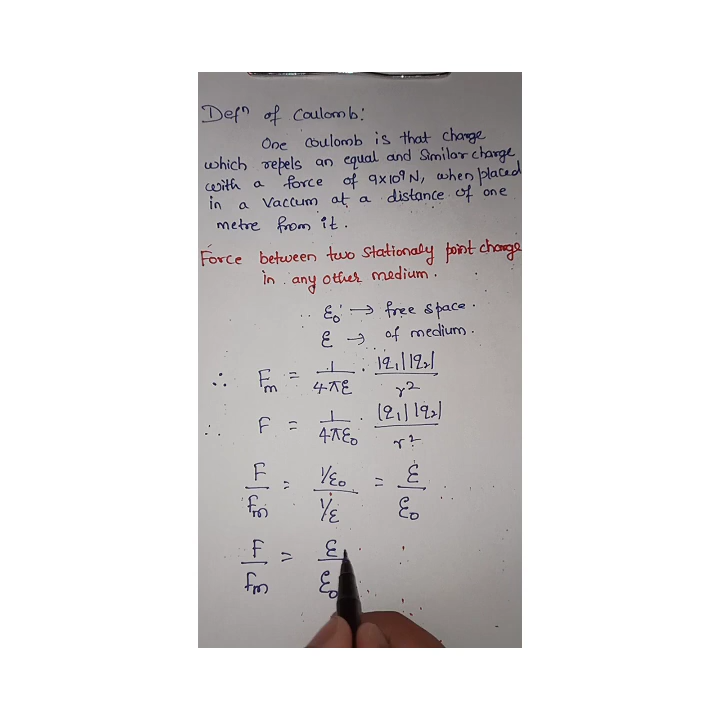 Defⁿ of Coulomb:
One coulomb is that charge
which repels an equal and Similar charge
with a force of 9×10⁹ N, when placed
in a Vaccum at a distance of one
metre from it.
Force between two Stationaly point charge
in any other medium.
ε₀ → free space.
ε → of medium.
∴ Fm = 1/4πε · |q₁||q₂|/r²
∴ F = 1/4πε₀ · |q₁||q₂|/r²
F/Fm = (1/ε₀)/(1/ε) = ε/ε₀
F/Fm = ε/ε₀